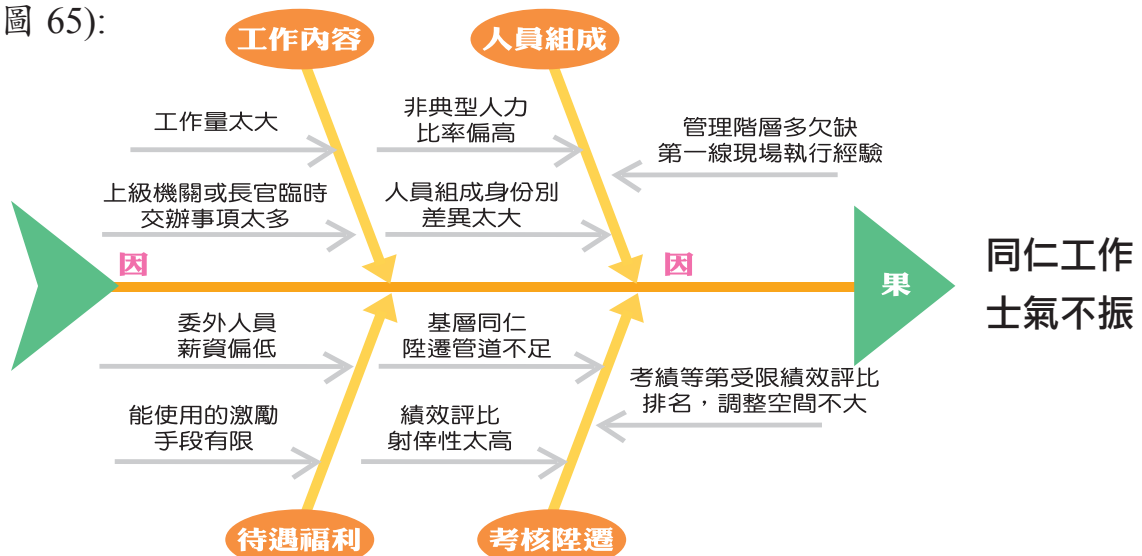 圖 65):
工作內容
人員組成
工作量太大
非典型人力
比率偏高
管理階層多欠缺
第一線現場執行經驗
上級機關或長官臨時
交辦事項太多
人員組成身份別
差異太大
因
因
果
同仁工作
士氣不振
委外人員
薪資偏低
基層同仁
陞遷管道不足
考績等第受限績效評比
排名，調整空間不大
能使用的激勵
手段有限
績效評比
射倖性太高
待遇福利
考核陞遷